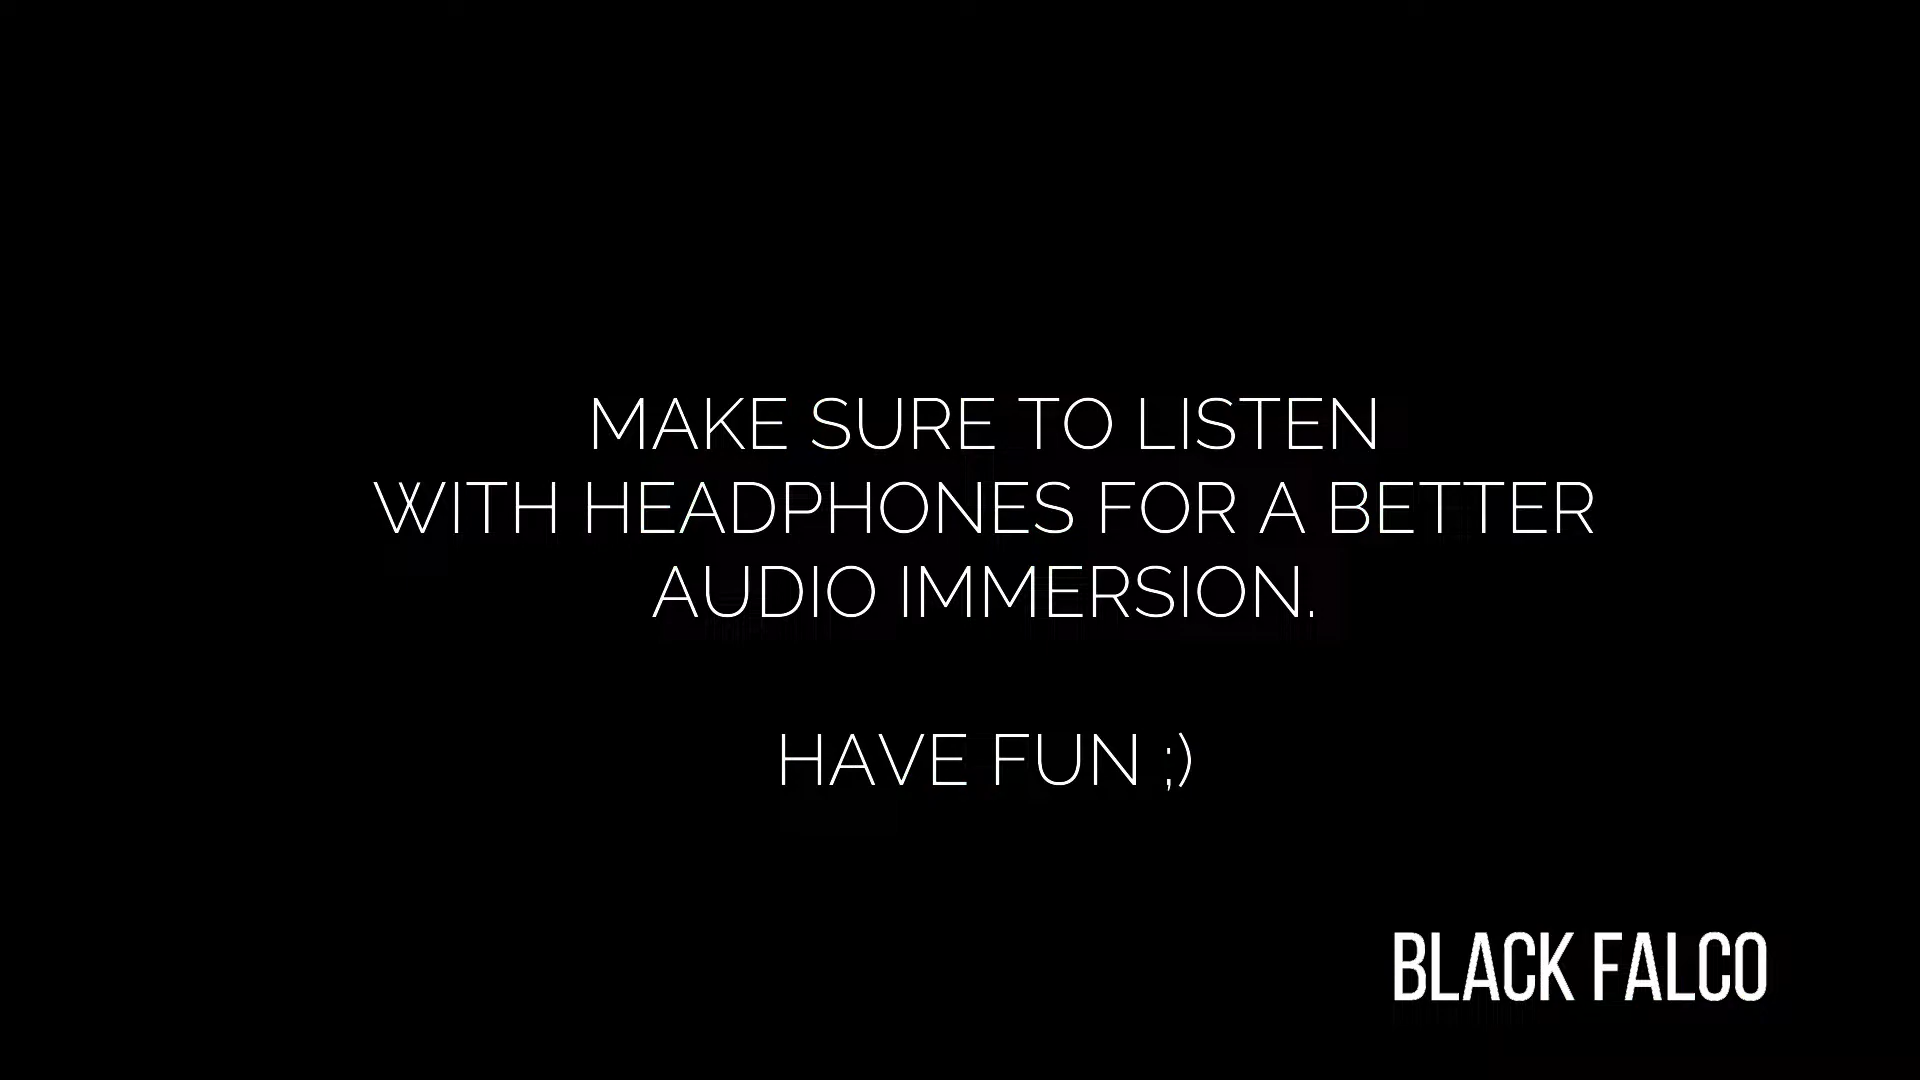 MAKE SURE TO LISTEN
WITH HEADPHONES FOR A BETTER
AUDIO IMMERSION.
HAVE FUN ;)
BLACK FALCO